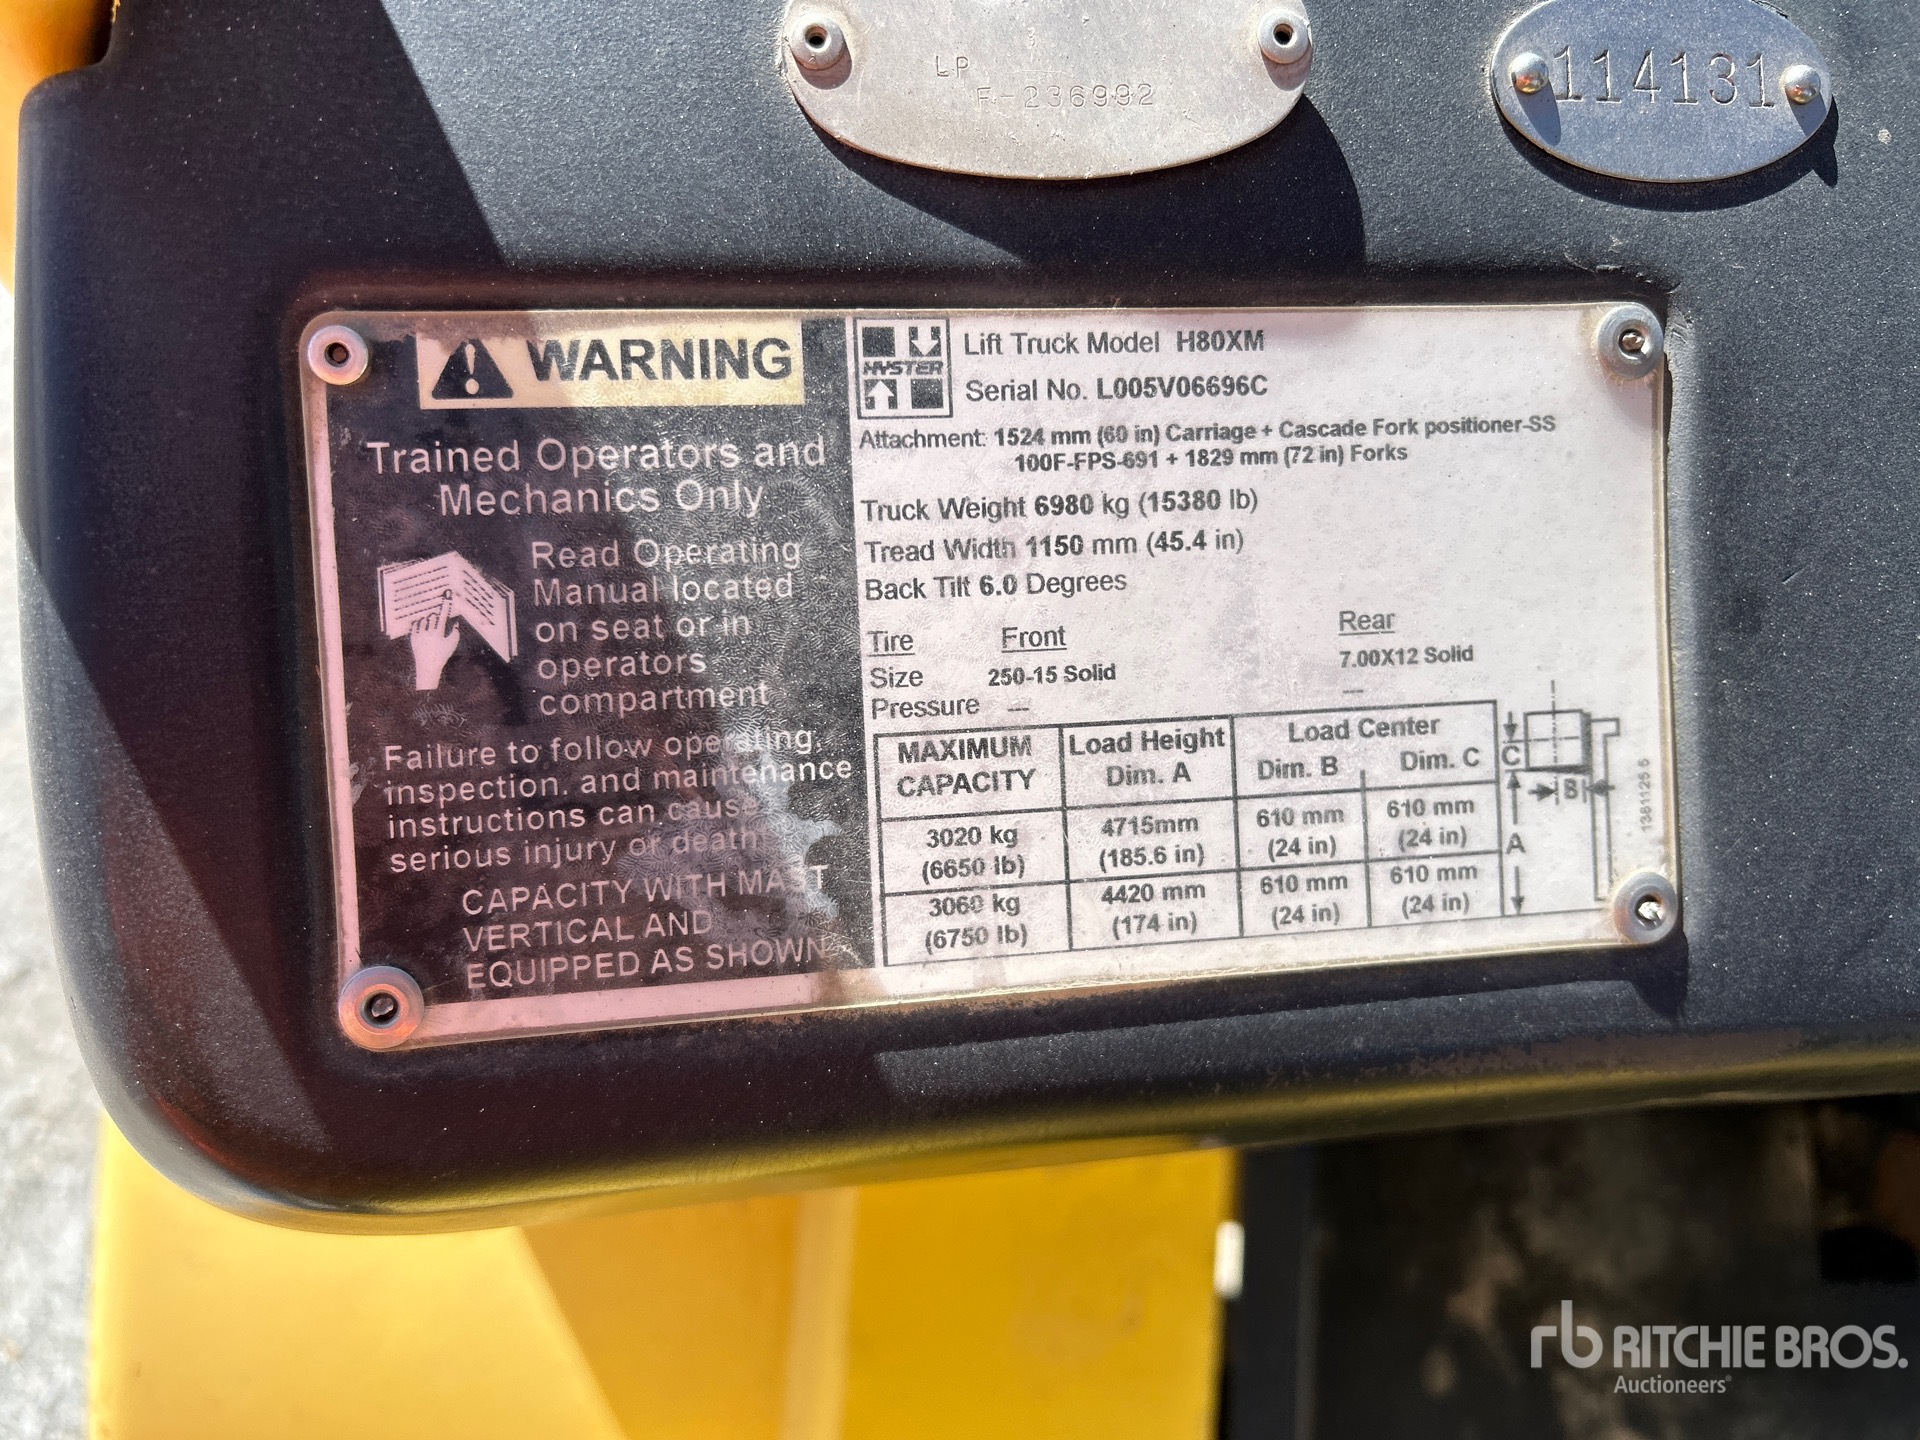 3
LP
F-236992
114131
WARNING
Trained Operators and
Mechanics Only
Read Operating
Manual located
on seat or in
operators
compartment
Failure to follow operating,
inspection. and maintenance
instructions can cause
serious injury or death
CAPACITY WITH MAST
VERTICAL AND
EQUIPPED AS SHOWN
HYSTER
Lift Truck Model H80XM
Serial No. L005V06696C
Attachment: 1524 mm (60 in) Carriage + Cascade Fork positioner-SS
100F-FPS-691 + 1829 mm (72 in) Forks
Truck Weight 6980 kg (15380 lb)
Tread Width 1150 mm (45.4 in)
Back Tilt 6.0 Degrees
Tire Front Rear
Size 250-15 Solid 7.00X12 Solid
Pressure --- ---
MAXIMUM CAPACITY Load Height Dim. A Load Center Dim. B Dim. C
3020 kg 4715mm 610 mm 610 mm
(6650 lb) (185.6 in) (24 in) (24 in)
3060 kg 4420 mm 610 mm 610 mm
(6750 lb) (174 in) (24 in) (24 in)
C
B
A
1361125 5
rb RITCHIE BROS.
Auctioneers